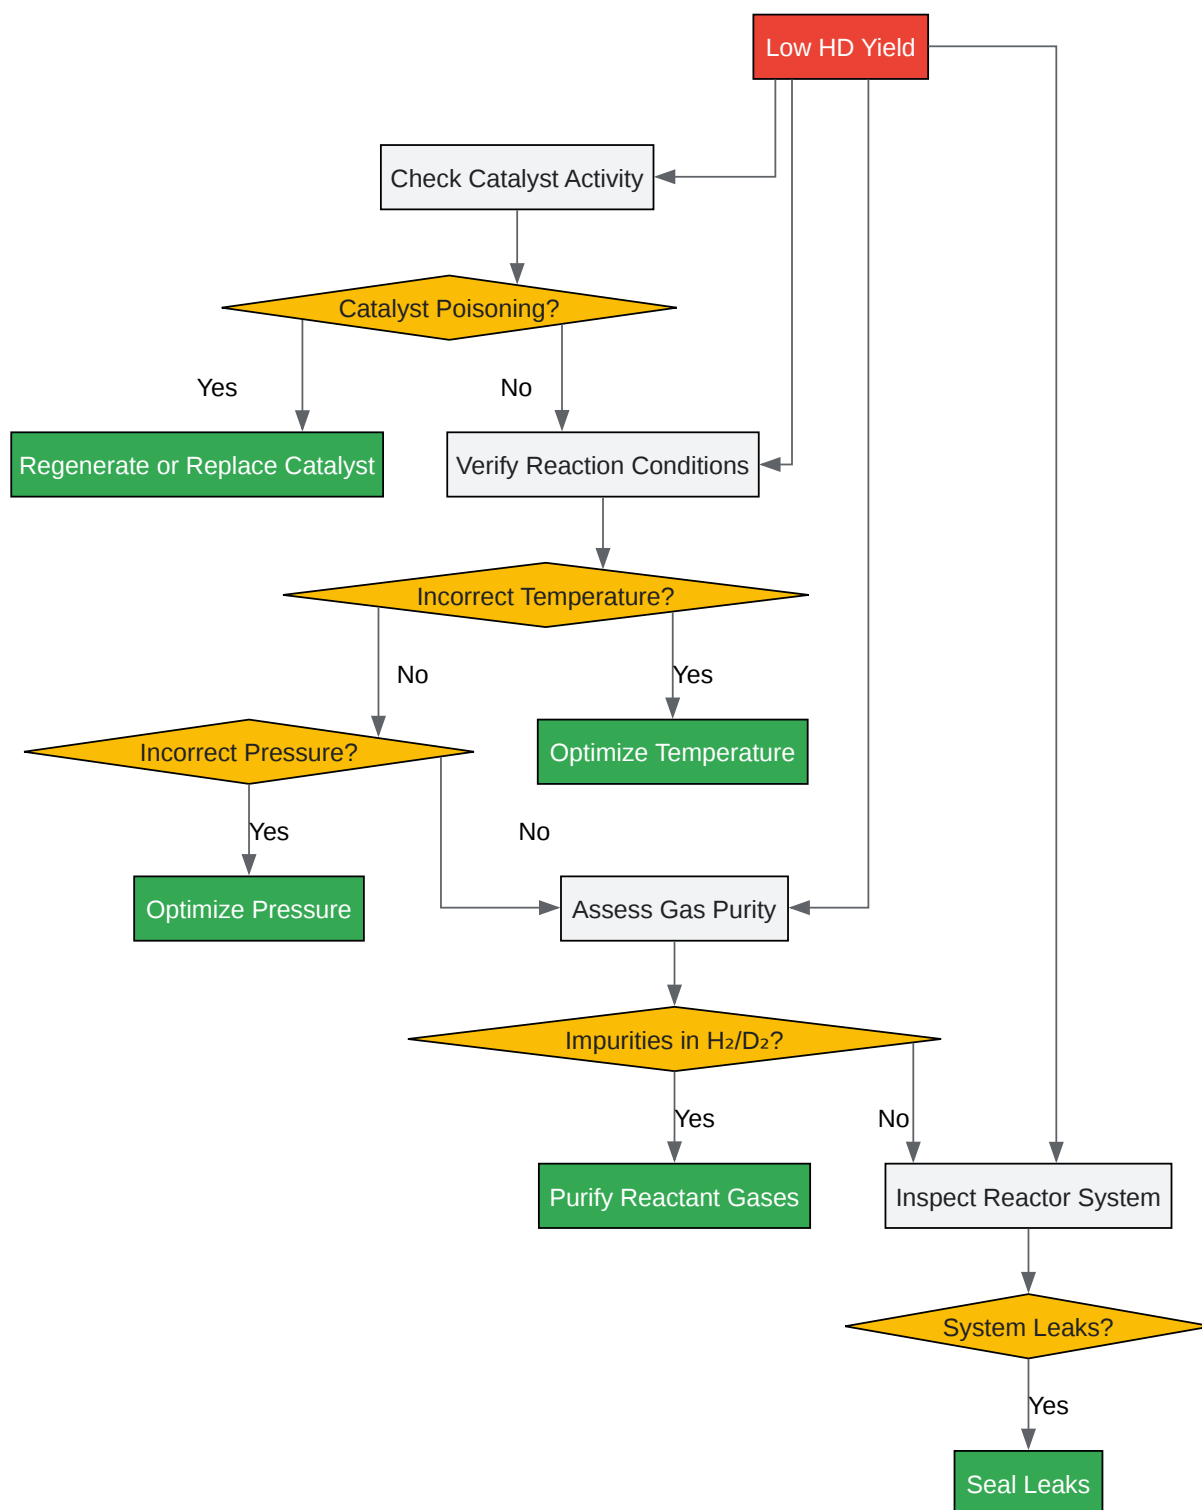 Low HD Yield
Check Catalyst Activity
Catalyst Poisoning?
Yes
No
Regenerate or Replace Catalyst
Verify Reaction Conditions
Incorrect Temperature?
No
Yes
Incorrect Pressure?
Optimize Temperature
Yes
No
Optimize Pressure
Assess Gas Purity
Impurities in H₂/D₂?
Yes
No
Purify Reactant Gases
Inspect Reactor System
System Leaks?
Yes
Seal Leaks